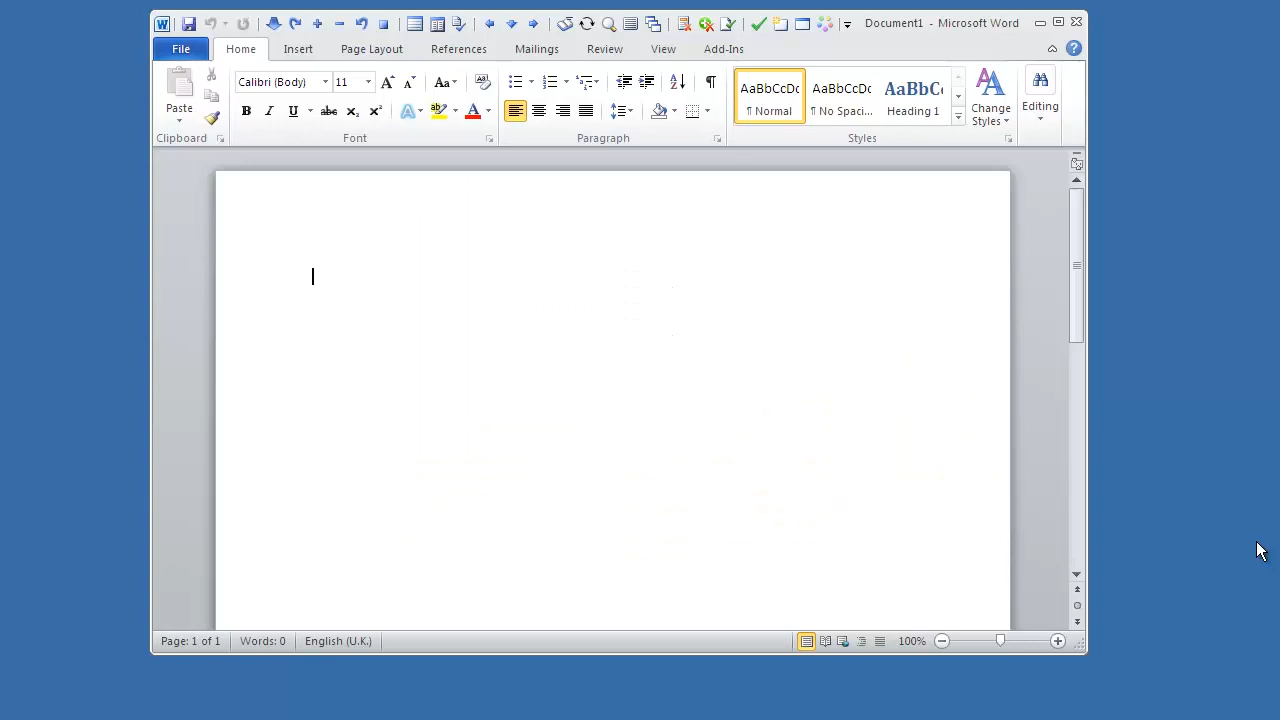 Document1 - Microsoft Word
File Home Insert Page Layout References Mailings Review View Add-Ins
Calibri (Body) 11
Paste
AaBbCcDc AaBbCcDc AaBbC
¶ Normal ¶ No Spaci... Heading 1
Change Styles
Editing
Clipboard Font Paragraph Styles
Page: 1 of 1 Words: 0 English (U.K.) 100%